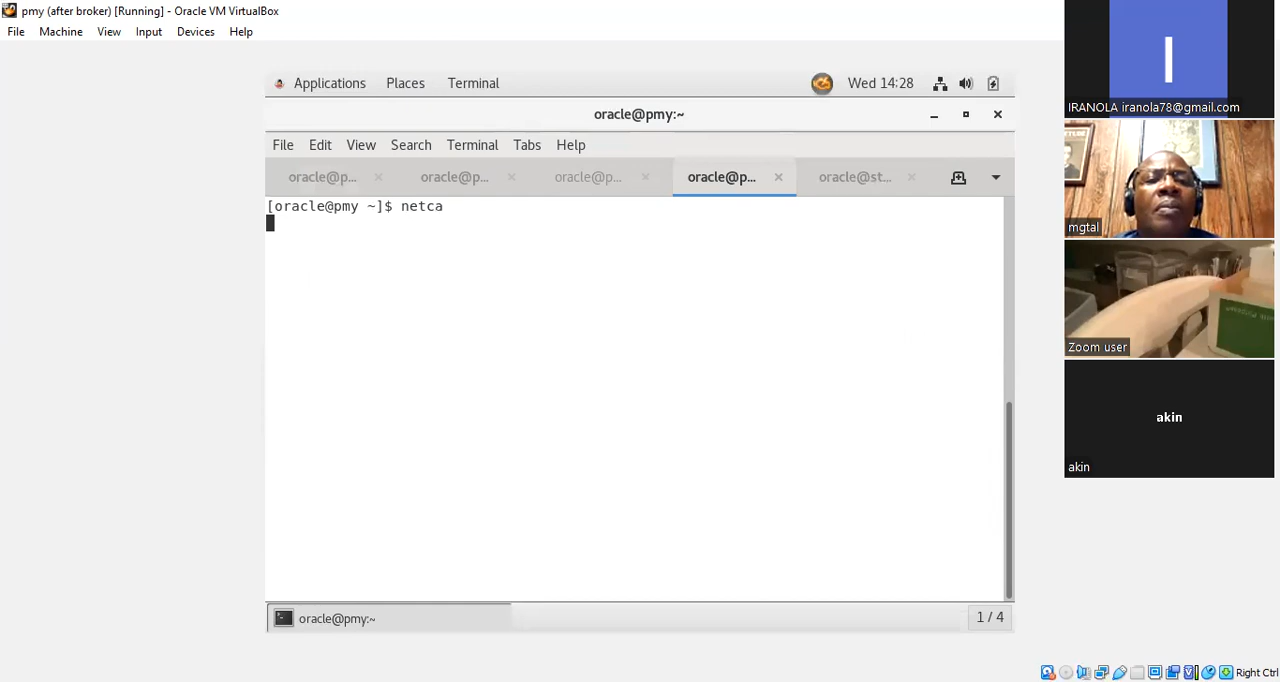 pmy (after broker) [Running] - Oracle VM VirtualBox
File Machine View Input Devices Help
Applications Places Terminal Wed 14:28
oracle@pmy:~
File Edit View Search Terminal Tabs Help
oracle@p... oracle@p... oracle@p... oracle@p... oracle@st...
[oracle@pmy ~]$ netca
oracle@pmy:~
1 / 4
I
IRANOLA iranola78@gmail.com
mgtal
Zoom user
akin
akin
Right Ctrl